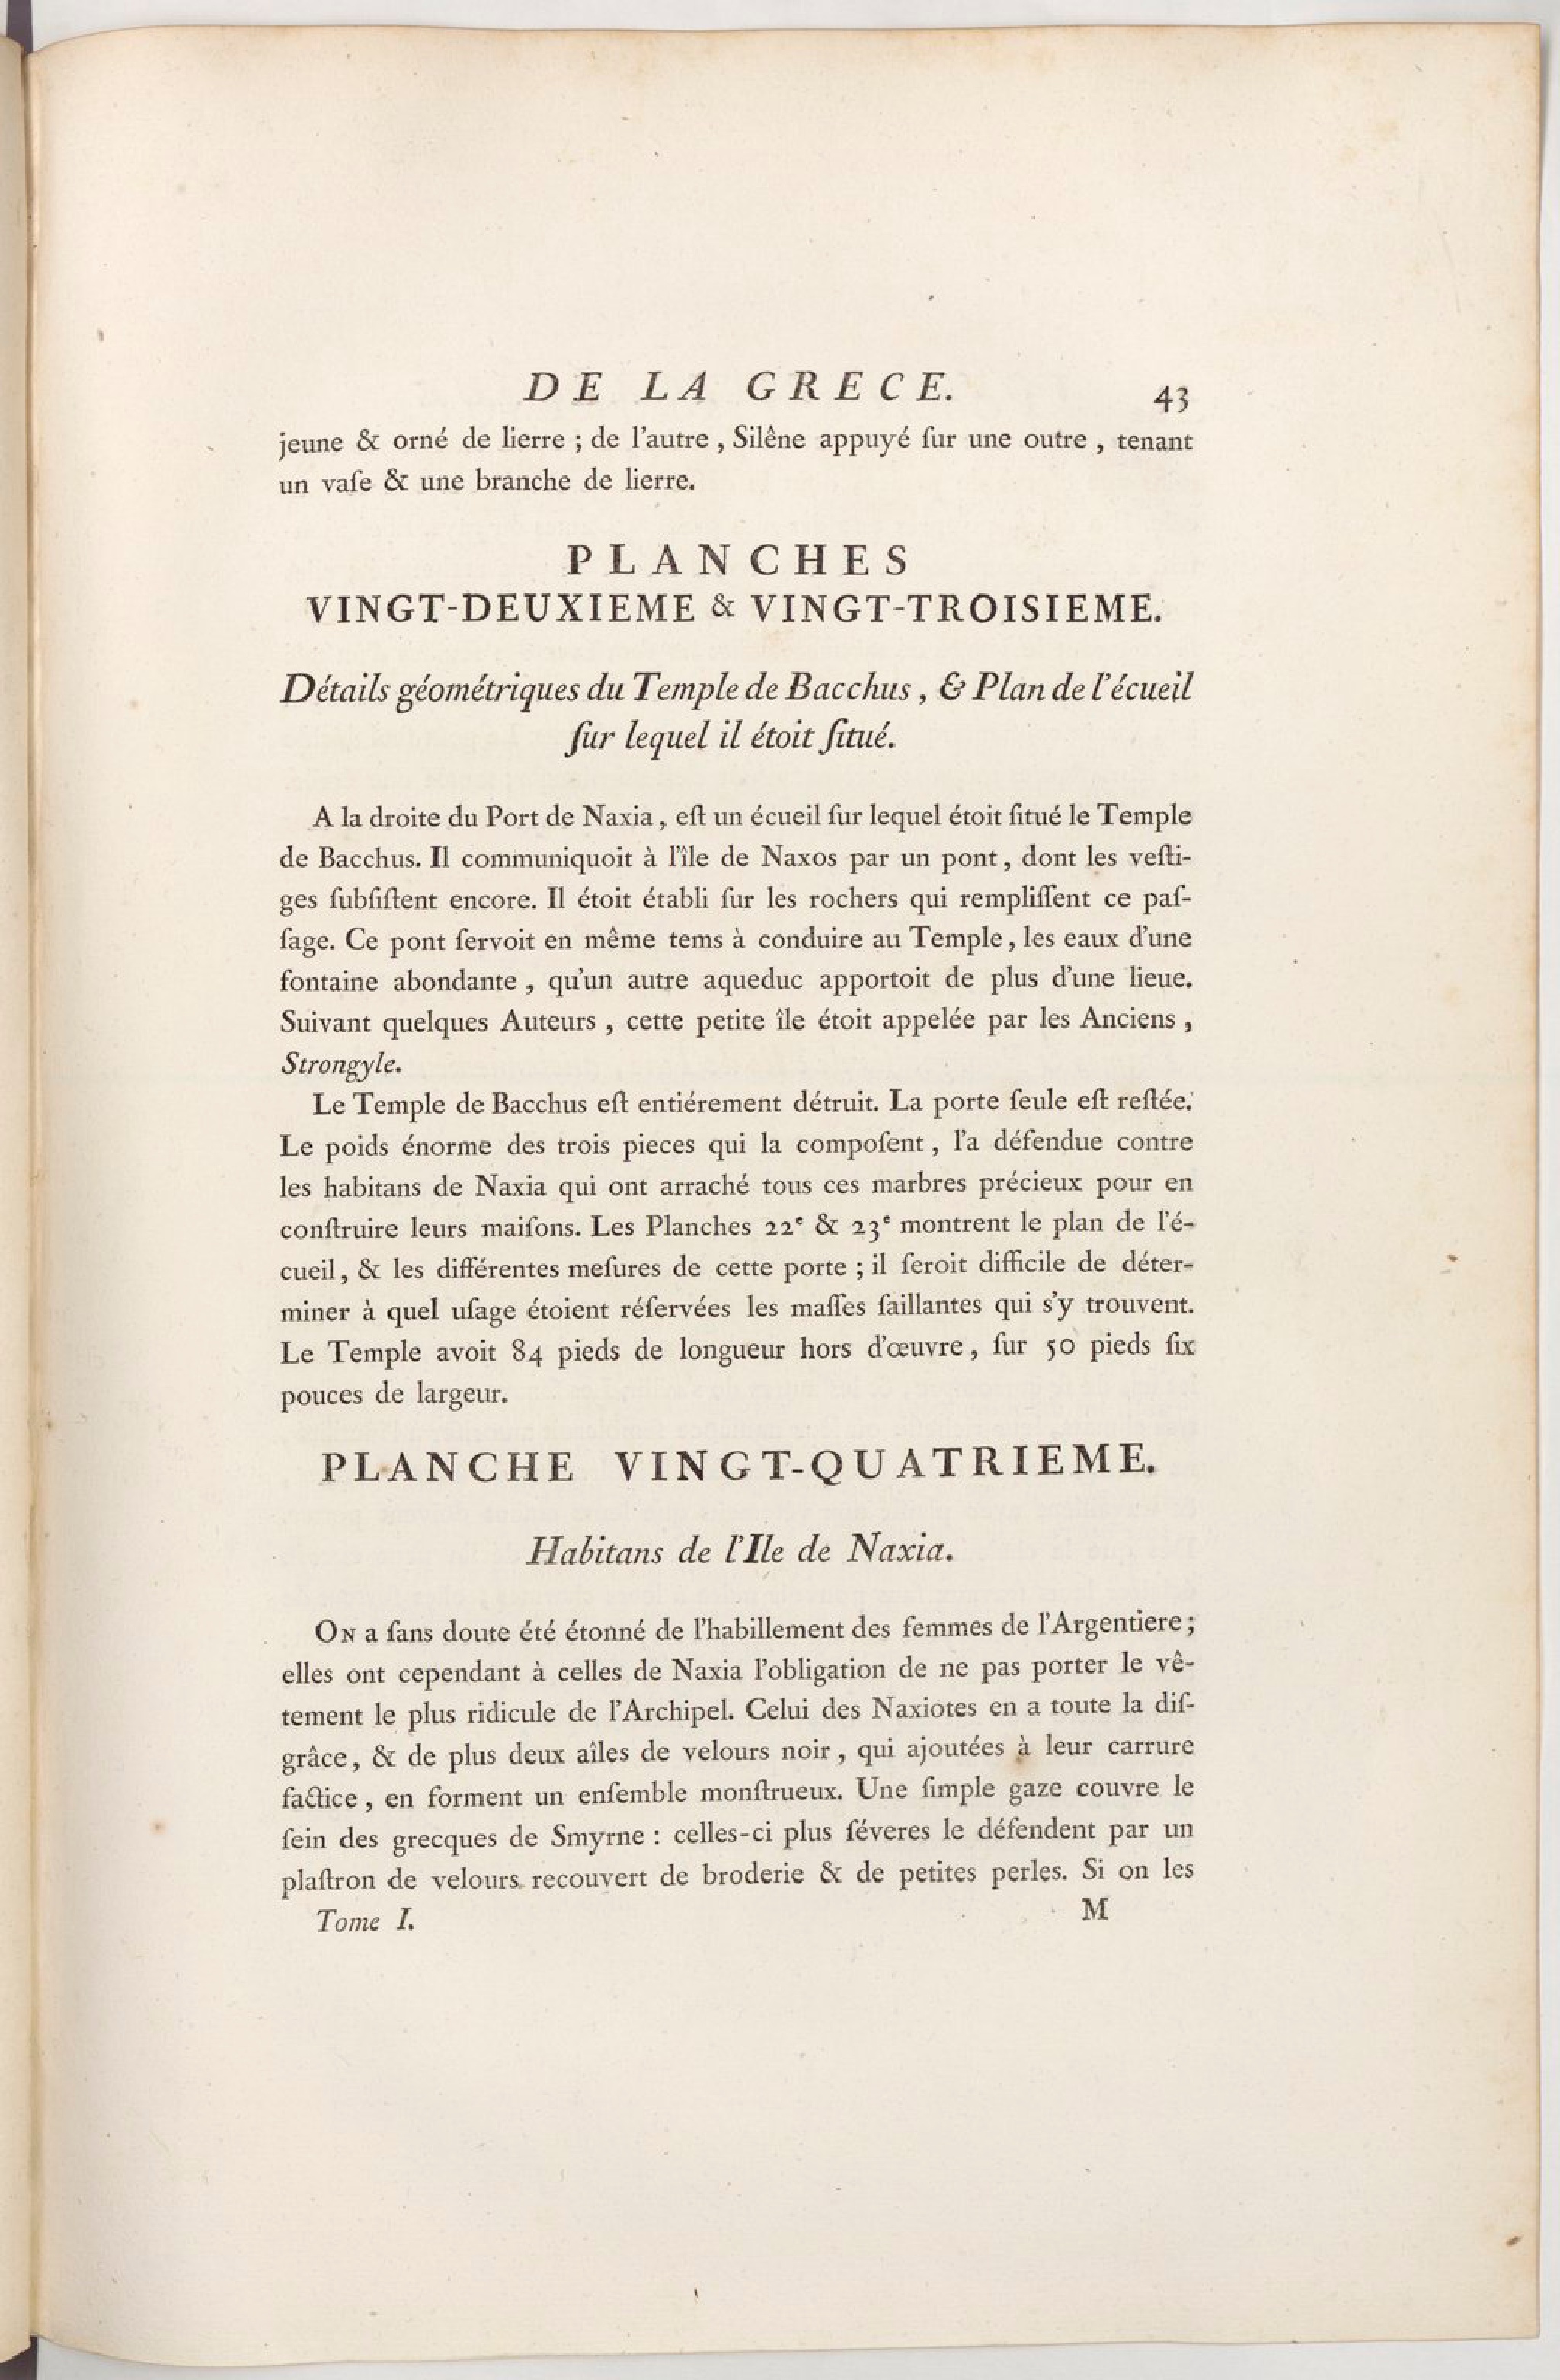 DE LA GRECE. 43
jeune & orné de lierre ; de l'autre , Silêne appuyé ſur une outre , tenant
un vaſe & une branche de lierre.
PLANCHES
VINGT-DEUXIEME & VINGT-TROISIEME.
Détails géométriques du Temple de Bacchus, & Plan de l'écueil
ſur lequel il étoit ſitué.
A la droite du Port de Naxia, eſt un écueil ſur lequel étoit ſitué le Temple
de Bacchus. Il communiquoit à l'île de Naxos par un pont, dont les veſti-
ges ſubſiſtent encore. Il étoit établi ſur les rochers qui rempliſſent ce paſ-
ſage. Ce pont ſervoit en même tems à conduire au Temple, les eaux d'une
fontaine abondante , qu'un autre aqueduc apportoit de plus d'une lieue.
Suivant quelques Auteurs , cette petite île étoit appelée par les Anciens ,
Strongyle.
Le Temple de Bacchus eſt entiérement détruit. La porte ſeule eſt reſtée.
Le poids énorme des trois pieces qui la compoſent, l'a défendue contre
les habitans de Naxia qui ont arraché tous ces marbres précieux pour en
conſtruire leurs maiſons. Les Planches 22e & 23e montrent le plan de l'é-
cueil, & les différentes meſures de cette porte ; il ſeroit difficile de déter-
miner à quel uſage étoient réſervées les maſſes ſaillantes qui s'y trouvent.
Le Temple avoit 84 pieds de longueur hors d'œuvre, ſur 50 pieds ſix
pouces de largeur.
PLANCHE VINGT-QUATRIEME.
Habitans de l'Ile de Naxia.
ON a ſans doute été étonné de l'habillement des femmes de l'Argentiere ;
elles ont cependant à celles de Naxia l'obligation de ne pas porter le vê-
tement le plus ridicule de l'Archipel. Celui des Naxiotes en a toute la diſ-
grâce, & de plus deux aîles de velours noir, qui ajoutées à leur carrure
factice, en forment un enſemble monſtrueux. Une ſimple gaze couvre le
ſein des grecques de Smyrne : celles-ci plus ſéveres le défendent par un
plaſtron de velours recouvert de broderie & de petites perles. Si on les
Tome I. M